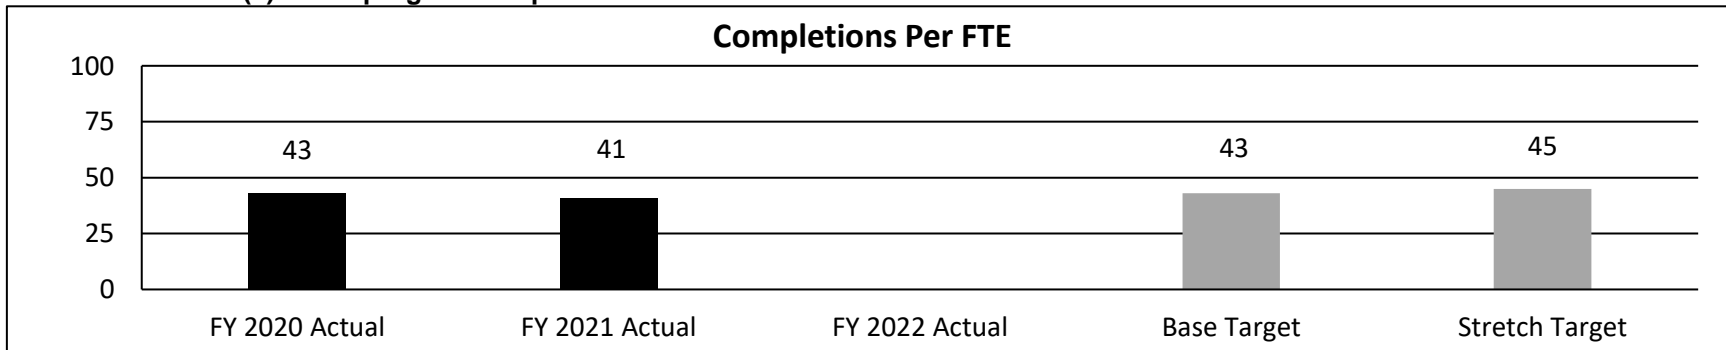 Completions Per FTE
100
75
50
25
0
43
41
43
45
FY 2020 Actual
FY 2021 Actual
FY 2022 Actual
Base Target
Stretch Target